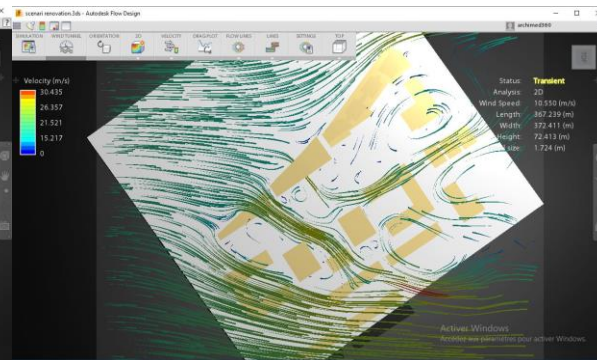 scenari renovation.3ds - Autodesk Flow Design
archimed999
SIMULATION WIND TUNNEL ORIENTATION 2D VELOCITY DRAG PLOT FLOW LINES LINES SETTINGS TOP
Velocity (m/s)
30.435
26.357
21.521
15.217
0
Status: Transient
Analysis: 2D
Wind Speed: 10.550 (m/s)
Length: 367.239 (m)
Width: 372.411 (m)
Height: 72.413 (m)
size: 1.724 (m)
Activer Windows
Accédez aux paramètres pour activer Windows.